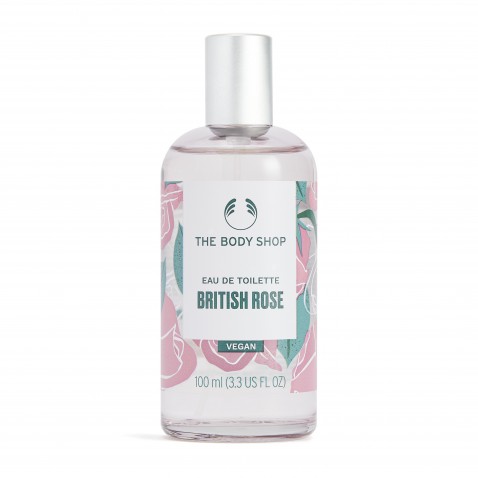 THE BODY SHOP
EAU DE TOILETTE
BRITISH ROSE
VEGAN
100 ml (3.3 US FL OZ)